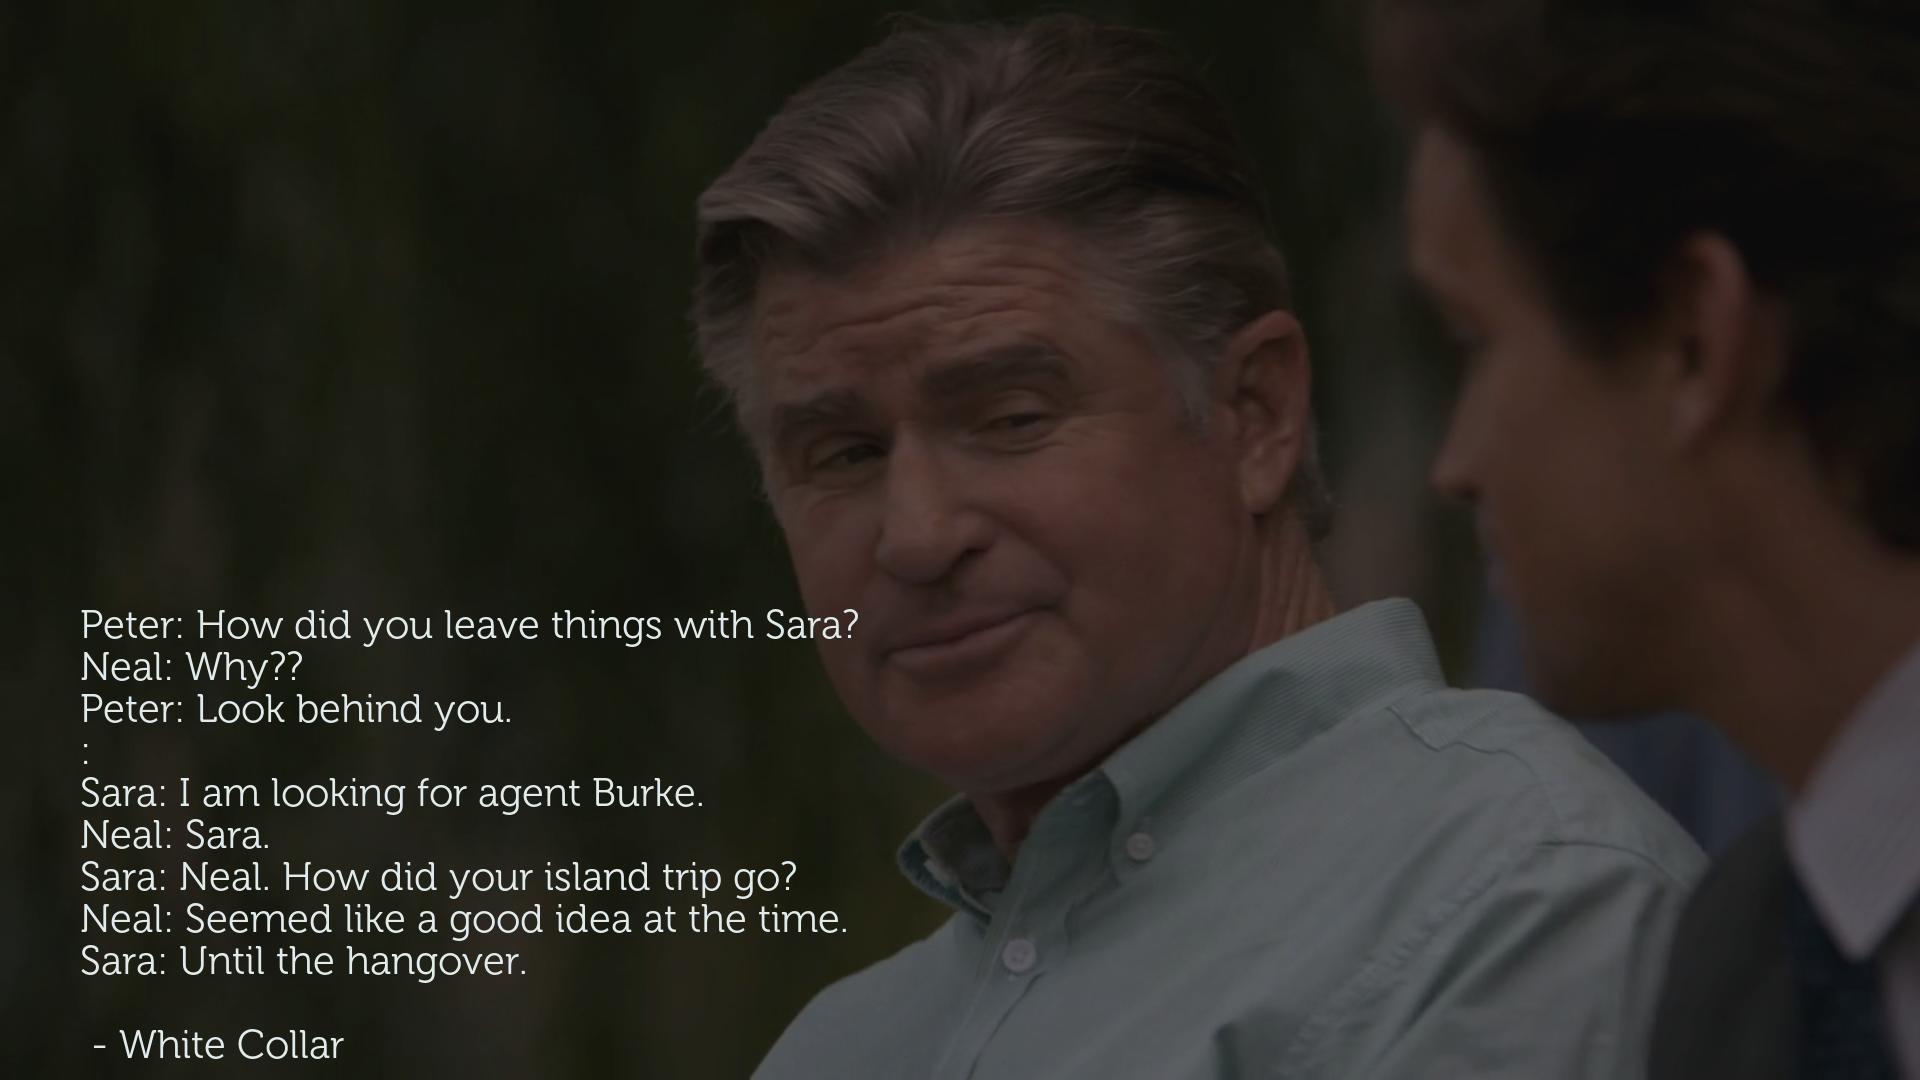 Peter: How did you leave things with Sara?
Neal: Why??
Peter: Look behind you.
:
Sara: I am looking for agent Burke.
Neal: Sara.
Sara: Neal. How did your island trip go?
Neal: Seemed like a good idea at the time.
Sara: Until the hangover.
- White Collar